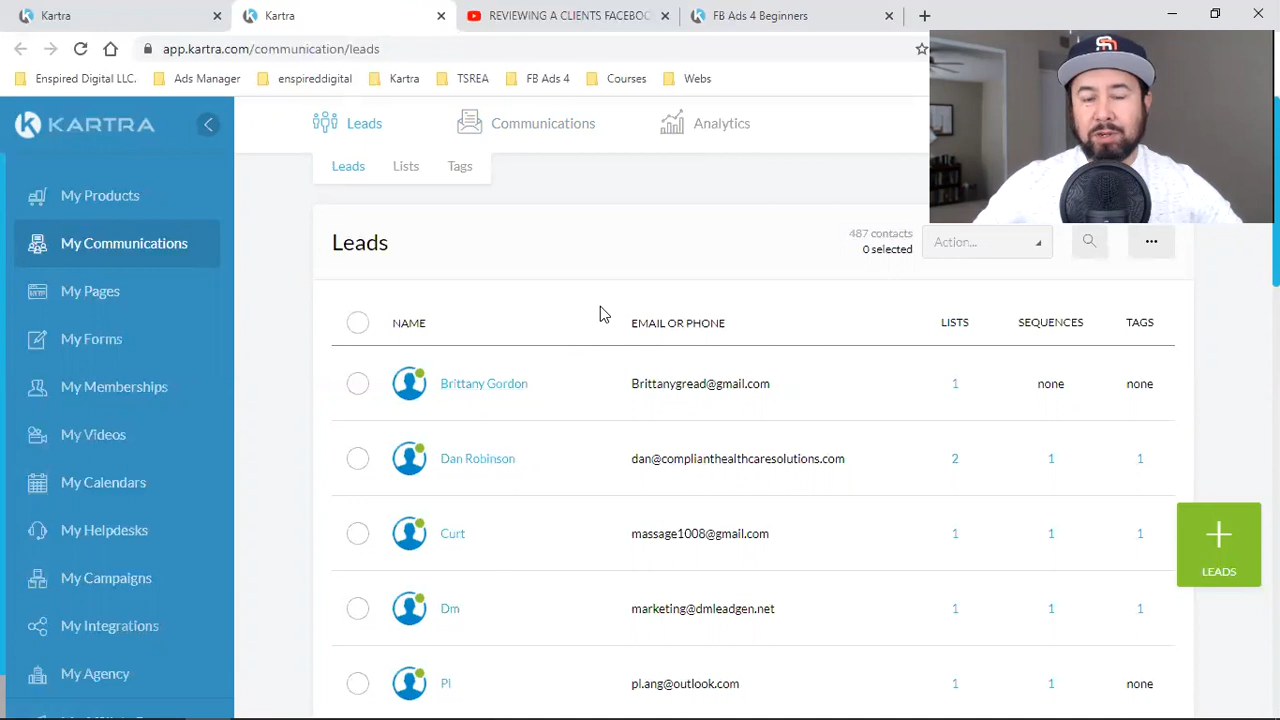 Kartra
Kartra
REVIEWING A CLIENTS FACEBO
FB Ads 4 Beginners
app.kartra.com/communication/leads
Enspired Digital LLC.
Ads Manager
enspireddigital
Kartra
TSREA
FB Ads 4
Courses
Webs
KARTRA
Leads
Communications
Analytics
Leads
Lists
Tags
My Products
My Communications
My Pages
My Forms
My Memberships
My Videos
My Calendars
My Helpdesks
My Campaigns
My Integrations
My Agency
Leads
487 contacts
0 selected
Action...
NAME
EMAIL OR PHONE
LISTS
SEQUENCES
TAGS
Brittany Gordon
Brittanygread@gmail.com
1
none
none
Dan Robinson
dan@complianthealthcaresolutions.com
2
1
1
Curt
massage1008@gmail.com
1
1
1
Dm
marketing@dmleadgen.net
1
1
1
Pl
pl.ang@outlook.com
1
1
none
LEADS